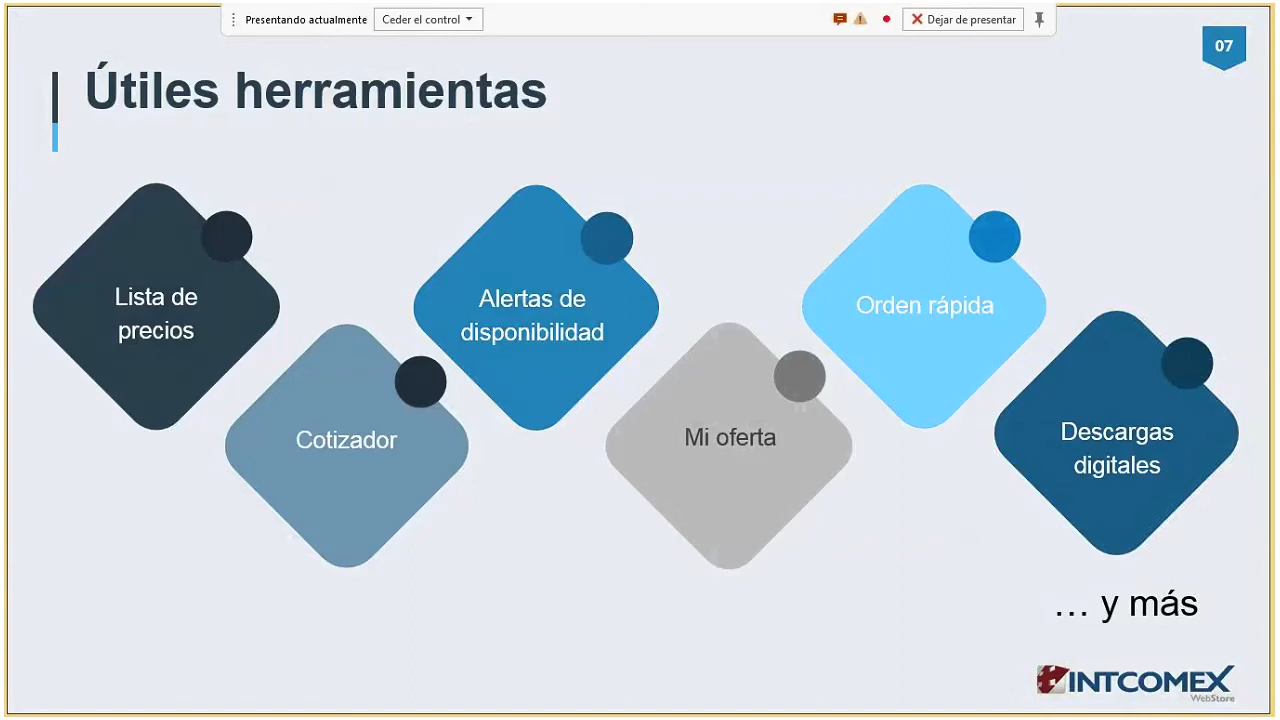 Presentando actualmente
Ceder el control
Dejar de presentar
07
Útiles herramientas
Lista de
precios
Cotizador
Alertas de
disponibilidad
Mi oferta
Orden rápida
Descargas
digitales
… y más
INTCOMEX
WebStore